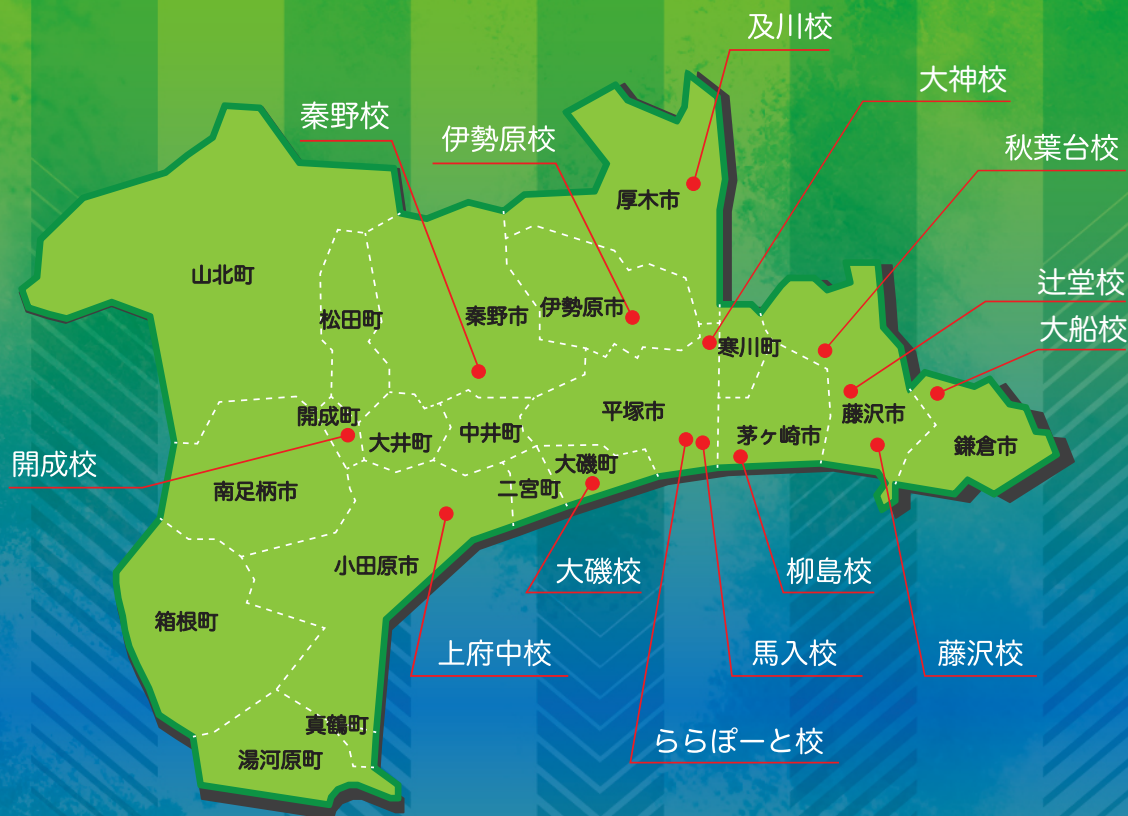 及川校
大神校
秦野校
伊勢原校
秋葉台校
厚木市
山北町
辻堂校
松田町
秦野市
伊勢原市
大船校
寒川町
開成町
平塚市
藤沢市
大井町
中井町
茅ヶ崎市
鎌倉市
開成校
大磯町
南足柄市
二宮町
小田原市
大磯校
柳島校
箱根町
上府中校
馬入校
藤沢校
真鶴町
ららぽーと校
湯河原町